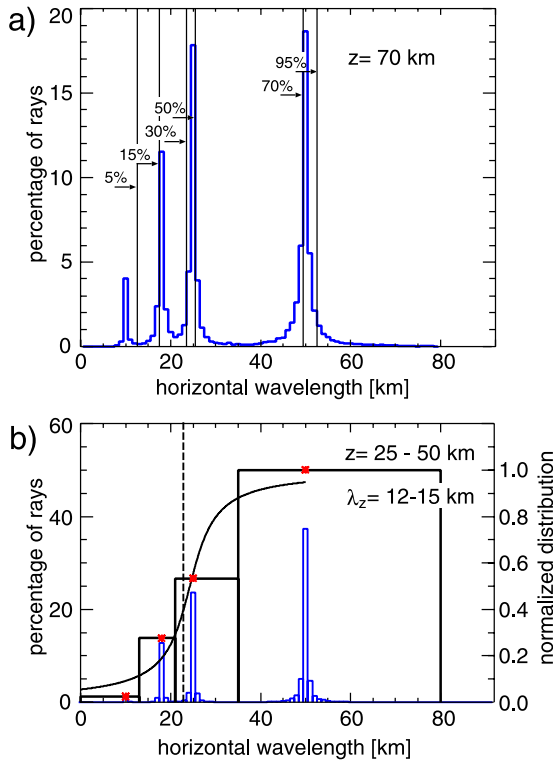 a)
z= 70 km
20
15
10
5
0
95%
70%
50%
30%
15%
5%
percentage of rays
0 20 40 60 80
horizontal wavelength [km]
b)
z= 25 - 50 km
λz= 12-15 km
60
40
20
0
1.0
0.8
0.6
0.4
0.2
0.0
percentage of rays
normalized distribution
0 20 40 60 80
horizontal wavelength [km]